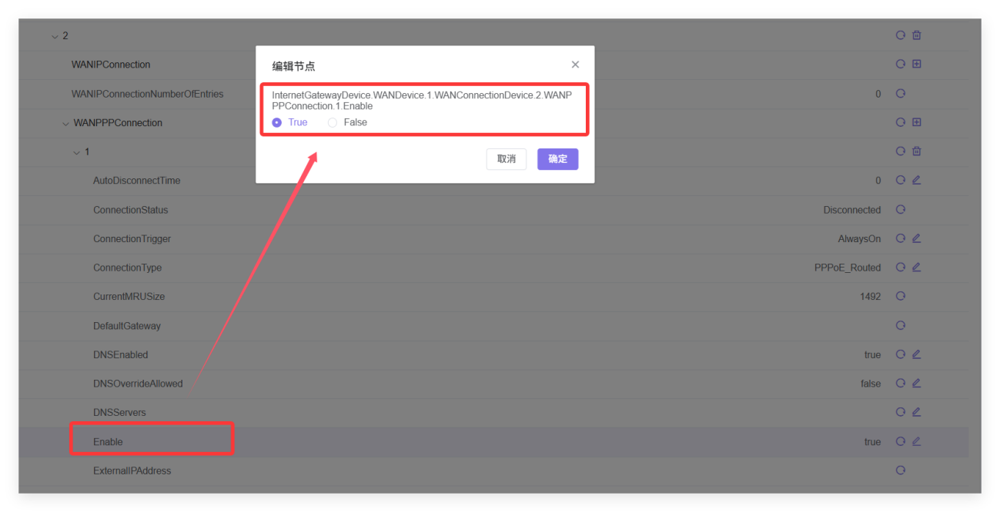 2
WANIPConnection
编辑节点
InternetGatewayDevice.WANDevice.1.WANConnectionDevice.2.WANP
PPConnection.1.Enable
True False
取消 确定
WANIPConnectionNumberOfEntries 0
WANPPPConnection
1
AutoDisconnectTime 0
ConnectionStatus Disconnected
ConnectionTrigger AlwaysOn
ConnectionType PPPoE_Routed
CurrentMRUSize 1492
DefaultGateway
DNSEnabled true
DNSOverrideAllowed false
DNSServers
Enable true
ExternalIPAddress